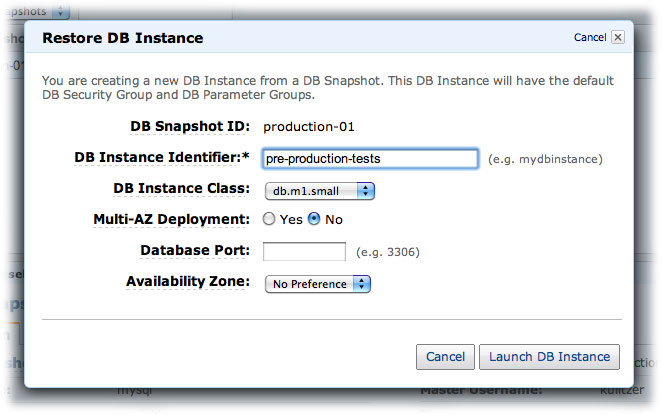 apshots
Restore DB Instance
Cancel
You are creating a new DB Instance from a DB Snapshot. This DB Instance will have the default
DB Security Group and DB Parameter Groups.
DB Snapshot ID: production-01
DB Instance Identifier:* pre-production-tests (e.g. mydbinstance)
DB Instance Class: db.m1.small
Multi-AZ Deployment: Yes No
Database Port: (e.g. 3306)
Availability Zone: No Preference
Cancel Launch DB Instance
mysql Master Username: kulitzer